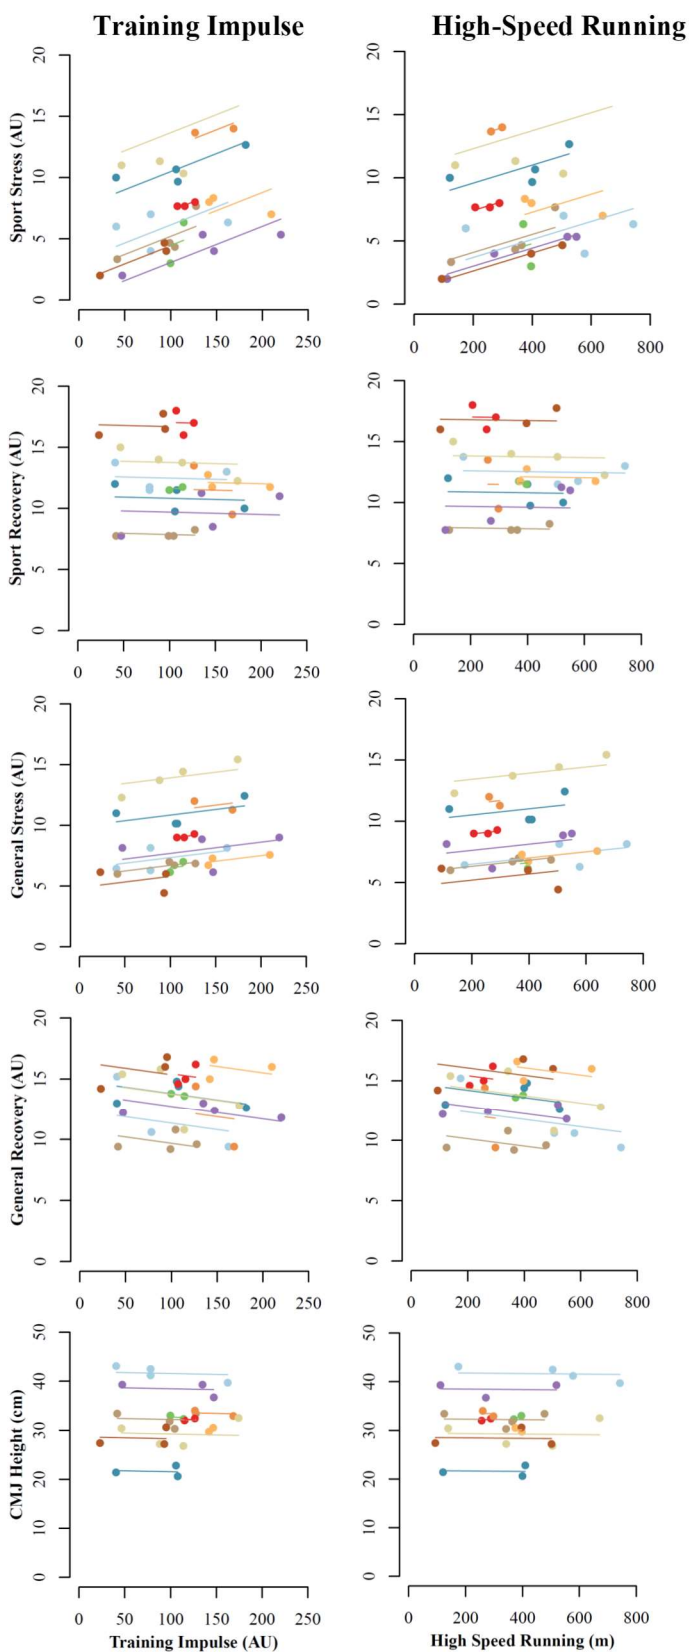 Training Impulse High-Speed Running
Sport Stress (AU)
0 5 10 15 20
0 50 100 150 200 250
0 5 10 15 20
0 200 400 600 800
Sport Recovery (AU)
0 5 10 15 20
0 50 100 150 200 250
0 5 10 15 20
0 200 400 600 800
General Stress (AU)
0 5 10 15 20
0 50 100 150 200 250
0 5 10 15 20
0 200 400 600 800
General Recovery (AU)
0 5 10 15 20
0 50 100 150 200 250
0 5 10 15 20
0 200 400 600 800
CMJ Height (cm)
0 10 20 30 40 50
0 50 100 150 200 250
0 10 20 30 40 50
0 200 400 600 800
Training Impulse (AU) High Speed Running (m)